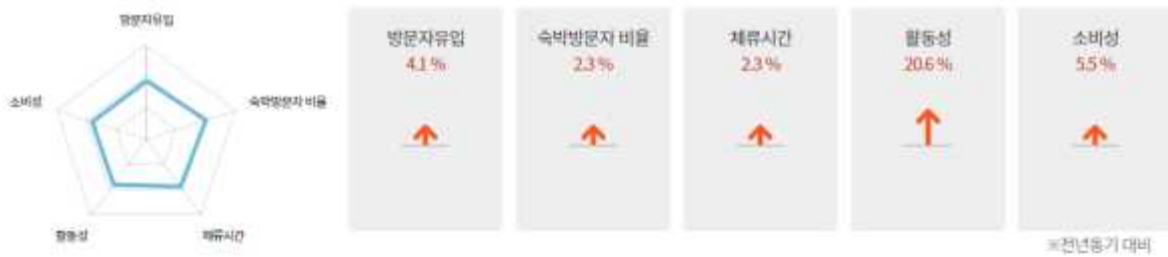 방문자유입
소비성
숙박방문자 비율
활동성
체류시간
방문자유입
4.1 %
숙박방문자 비율
2.3 %
체류시간
2.3 %
활동성
20.6 %
소비성
5.5 %
※전년동기 대비